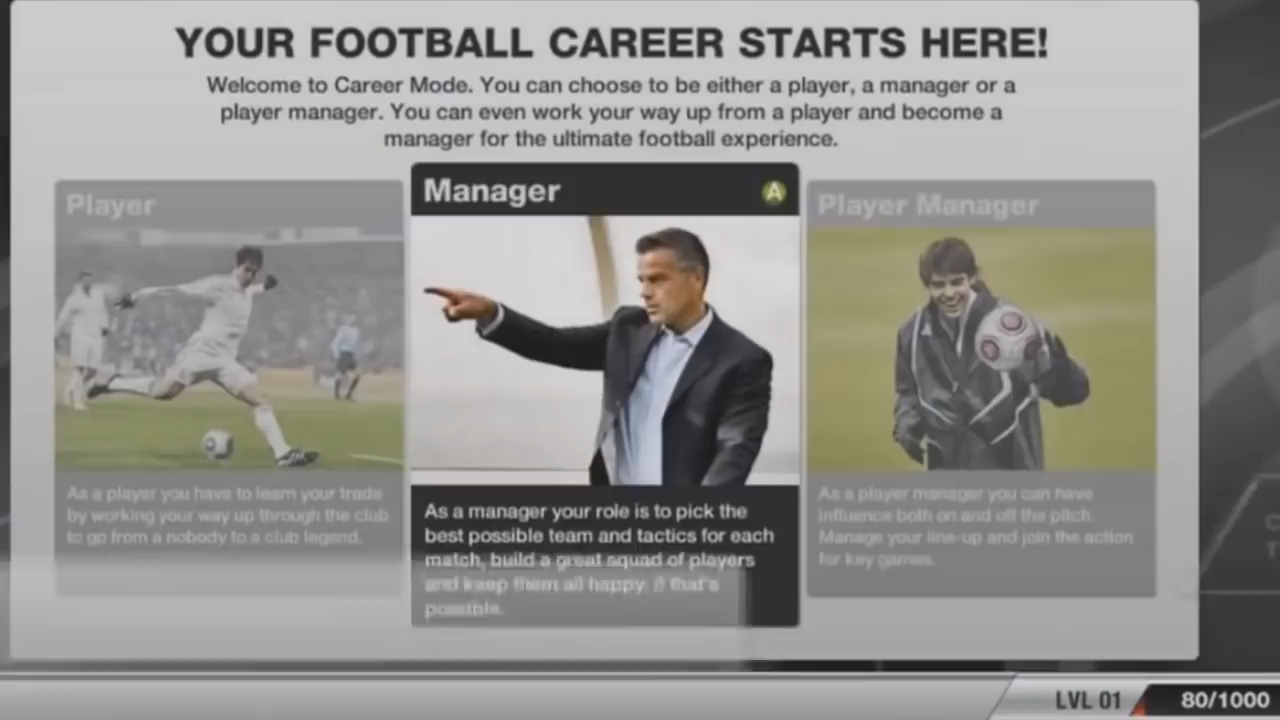 YOUR FOOTBALL CAREER STARTS HERE!
Welcome to Career Mode. You can choose to be either a player, a manager or a
player manager. You can even work your way up from a player and become a
manager for the ultimate football experience.
Player
As a player you have to learn your trade
by working your way up through the club
to go from a nobody to a club legend.
Manager
A
As a manager your role is to pick the
best possible team and tactics for each
match, build a great squad of players
and keep them all happy. If that's
possible.
Player Manager
As a player manager you can have
influence both on and off the pitch.
Manage your line-up and join the action
for key games.
LVL 01
80/1000